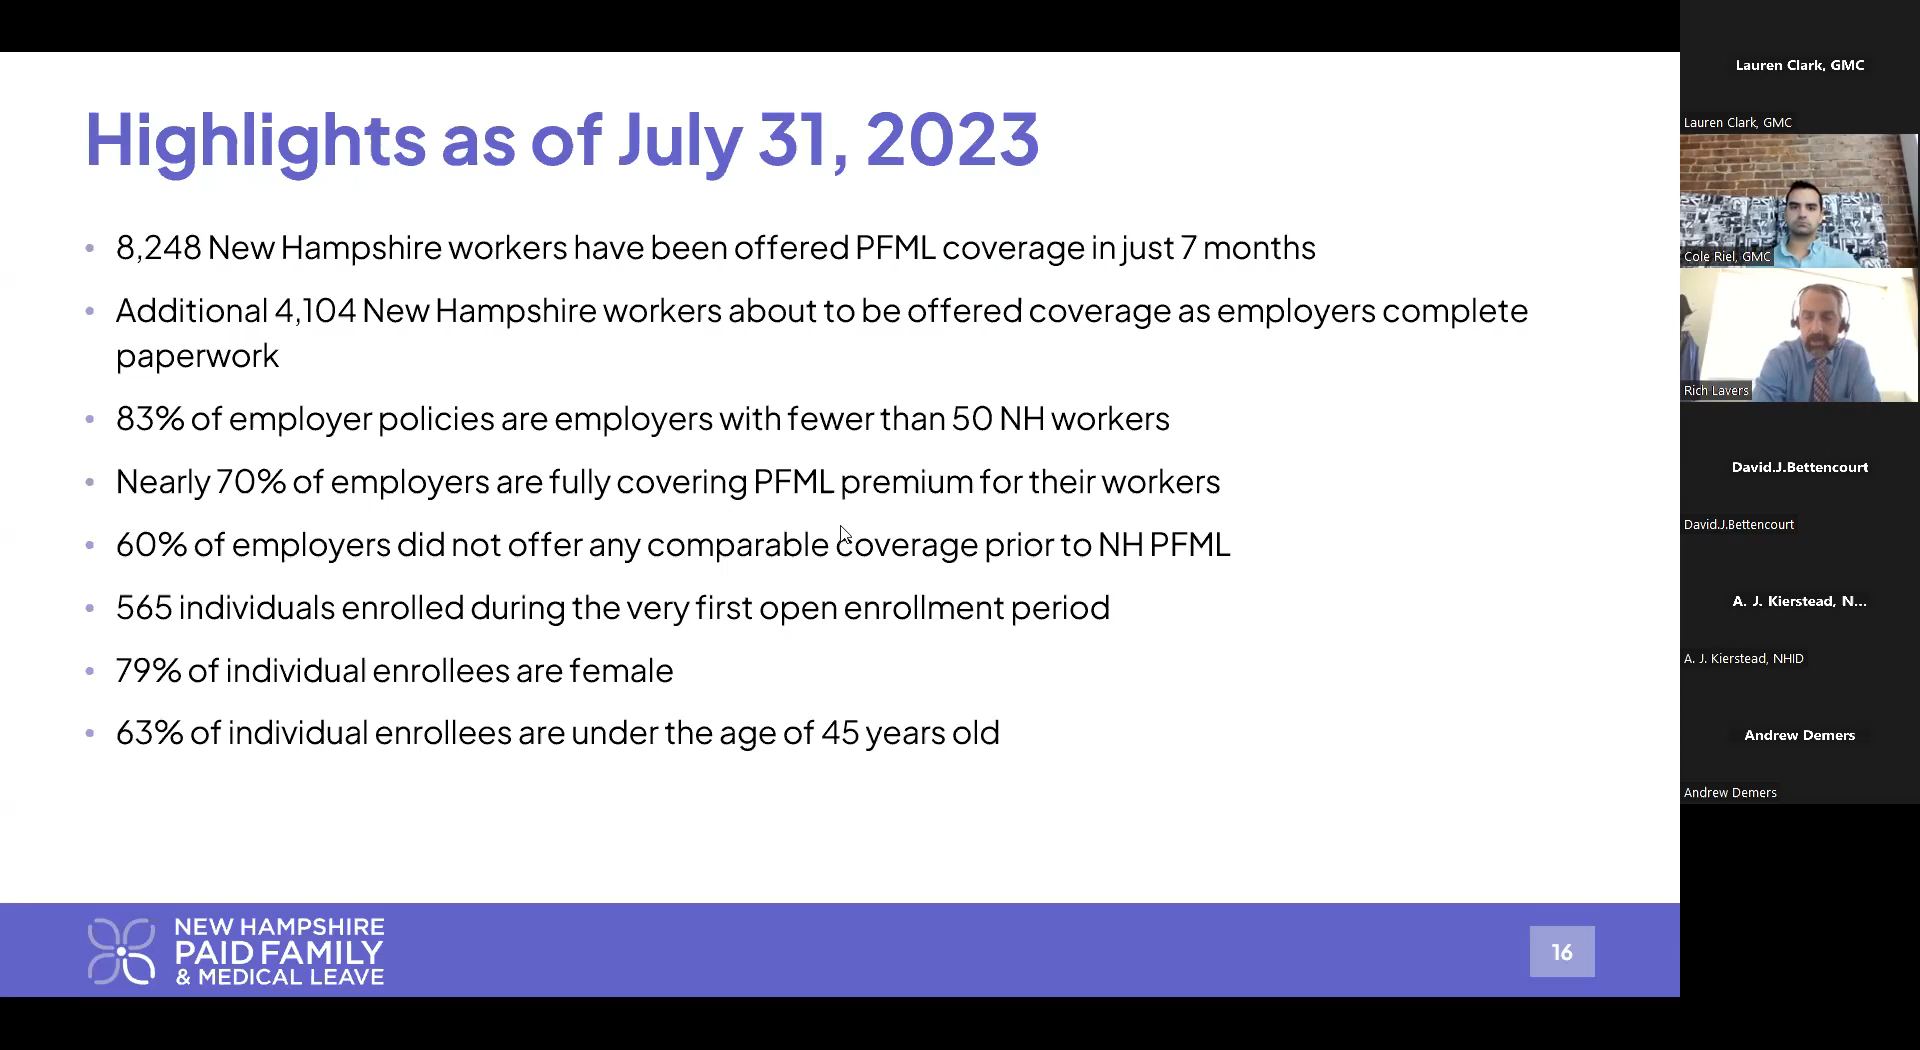 Highlights as of July 31, 2023
• 8,248 New Hampshire workers have been offered PFML coverage in just 7 months
• Additional 4,104 New Hampshire workers about to be offered coverage as employers complete
paperwork
• 83% of employer policies are employers with fewer than 50 NH workers
• Nearly 70% of employers are fully covering PFML premium for their workers
• 60% of employers did not offer any comparable coverage prior to NH PFML
• 565 individuals enrolled during the very first open enrollment period
• 79% of individual enrollees are female
• 63% of individual enrollees are under the age of 45 years old
NEW HAMPSHIRE
PAID FAMILY
& MEDICAL LEAVE
16
Lauren Clark, GMC
Lauren Clark, GMC
Cole Riel, GMC
Rich Lavers
David.J.Bettencourt
David.J.Bettencourt
A. J. Kierstead, N...
A. J. Kierstead, NHID
Andrew Demers
Andrew Demers